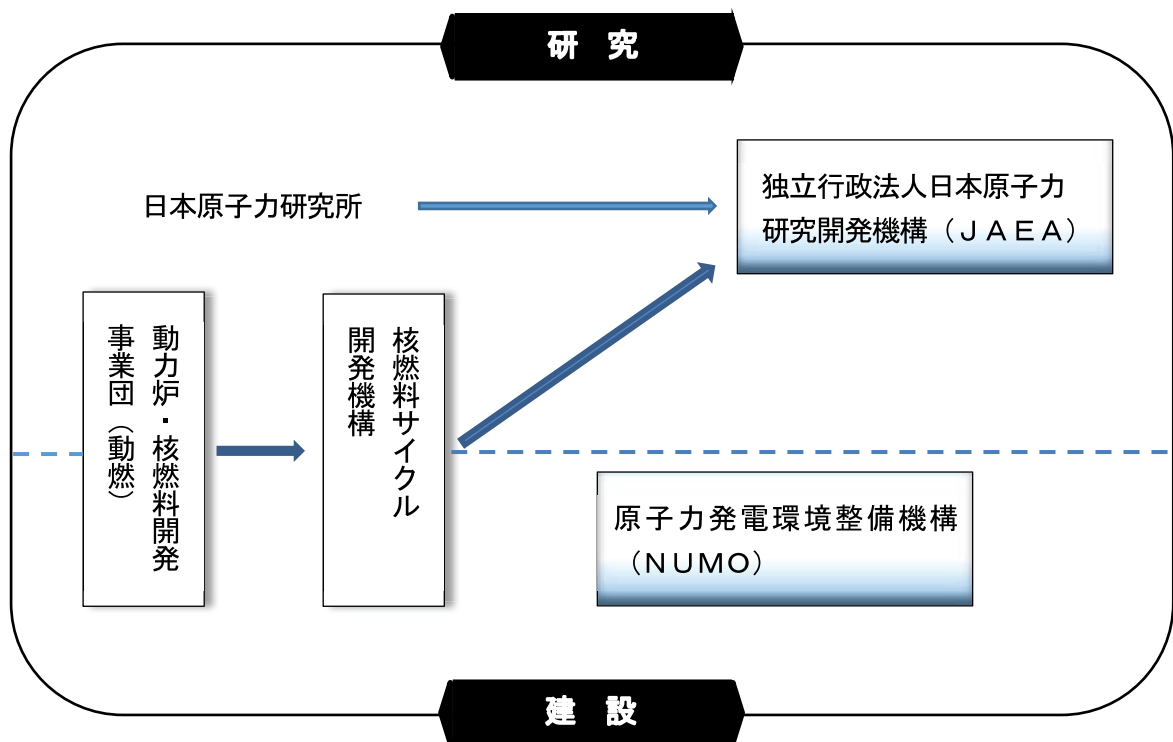 研 究
日本原子力研究所
独立行政法人日本原子力
研究開発機構(JAEA)
動力炉・核燃料開発
事業団(動燃)
核燃料サイクル
開発機構
原子力発電環境整備機構
(NUMO)
建 設